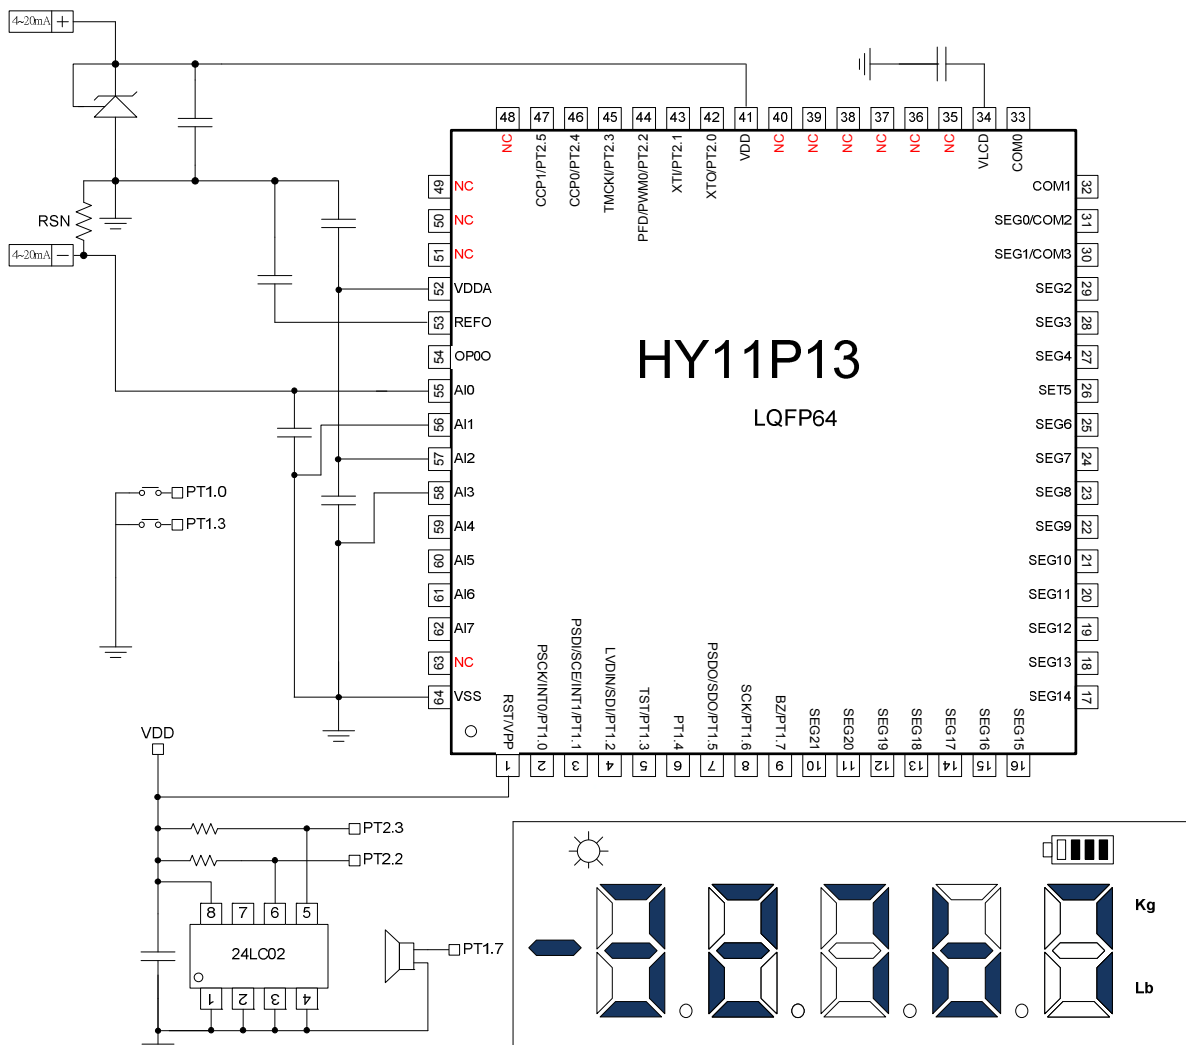 4~20mA +
48 47 46 45 44 43 42 41 40 39 38 37 36 35 34 33
NC CCP1/PT2.5 CCP0/PT2.4 TMCKI/PT2.3 PFD/PWM0/PT2.2 XTI/PT2.1 XTO/PT2.0 VDD NC NC NC NC NC NC VLCD COM0
49 NC
COM1 32
RSN
50 NC
SEG0/COM2 31
4~20mA −
51 NC
SEG1/COM3 30
52 VDDA
SEG2 29
53 REFO
SEG3 28
54 OP0O
HY11P13
SEG4 27
55 AI0
SET5 26
LQFP64
56 AI1
SEG6 25
57 AI2
SEG7 24
PT1.0
58 AI3
SEG8 23
PT1.3
59 AI4
SEG9 22
60 AI5
SEG10 21
61 AI6
SEG11 20
62 AI7
SEG12 19
63 NC
SEG13 18
64 VSS
SEG14 17
RST/VPP PSCK/INT0/PT1.0 PSDI/SCE/INT1/PT1.1 LVDIN/SDI/PT1.2 TST/PT1.3 PT1.4 PSDO/SDO/PT1.5 SCK/PT1.6 BZ/PT1.7 SEG21 SEG20 SEG19 SEG18 SEG17 SEG16 SEG15
1 2 3 4 5 6 7 8 9 10 11 12 13 14 15 16
VDD
PT2.3
PT2.2
8 7 6 5
24LC02
1 2 3 4
PT1.7
Kg
Lb